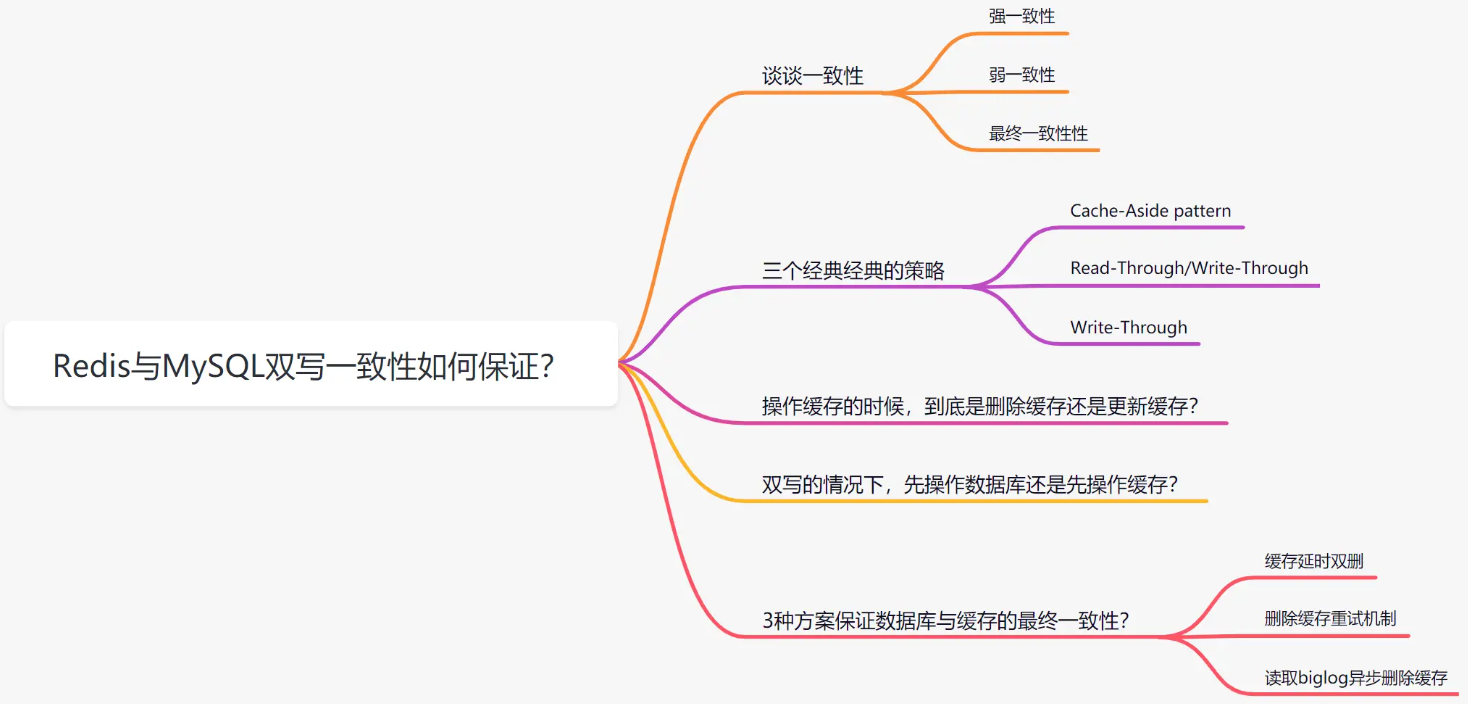 Redis与MySQL双写一致性如何保证？
谈谈一致性
强一致性
弱一致性
最终一致性性
三个经典经典的策略
Cache-Aside pattern
Read-Through/Write-Through
Write-Through
操作缓存的时候，到底是删除缓存还是更新缓存？
双写的情况下，先操作数据库还是先操作缓存？
3种方案保证数据库与缓存的最终一致性？
缓存延时双删
删除缓存重试机制
读取biglog异步删除缓存